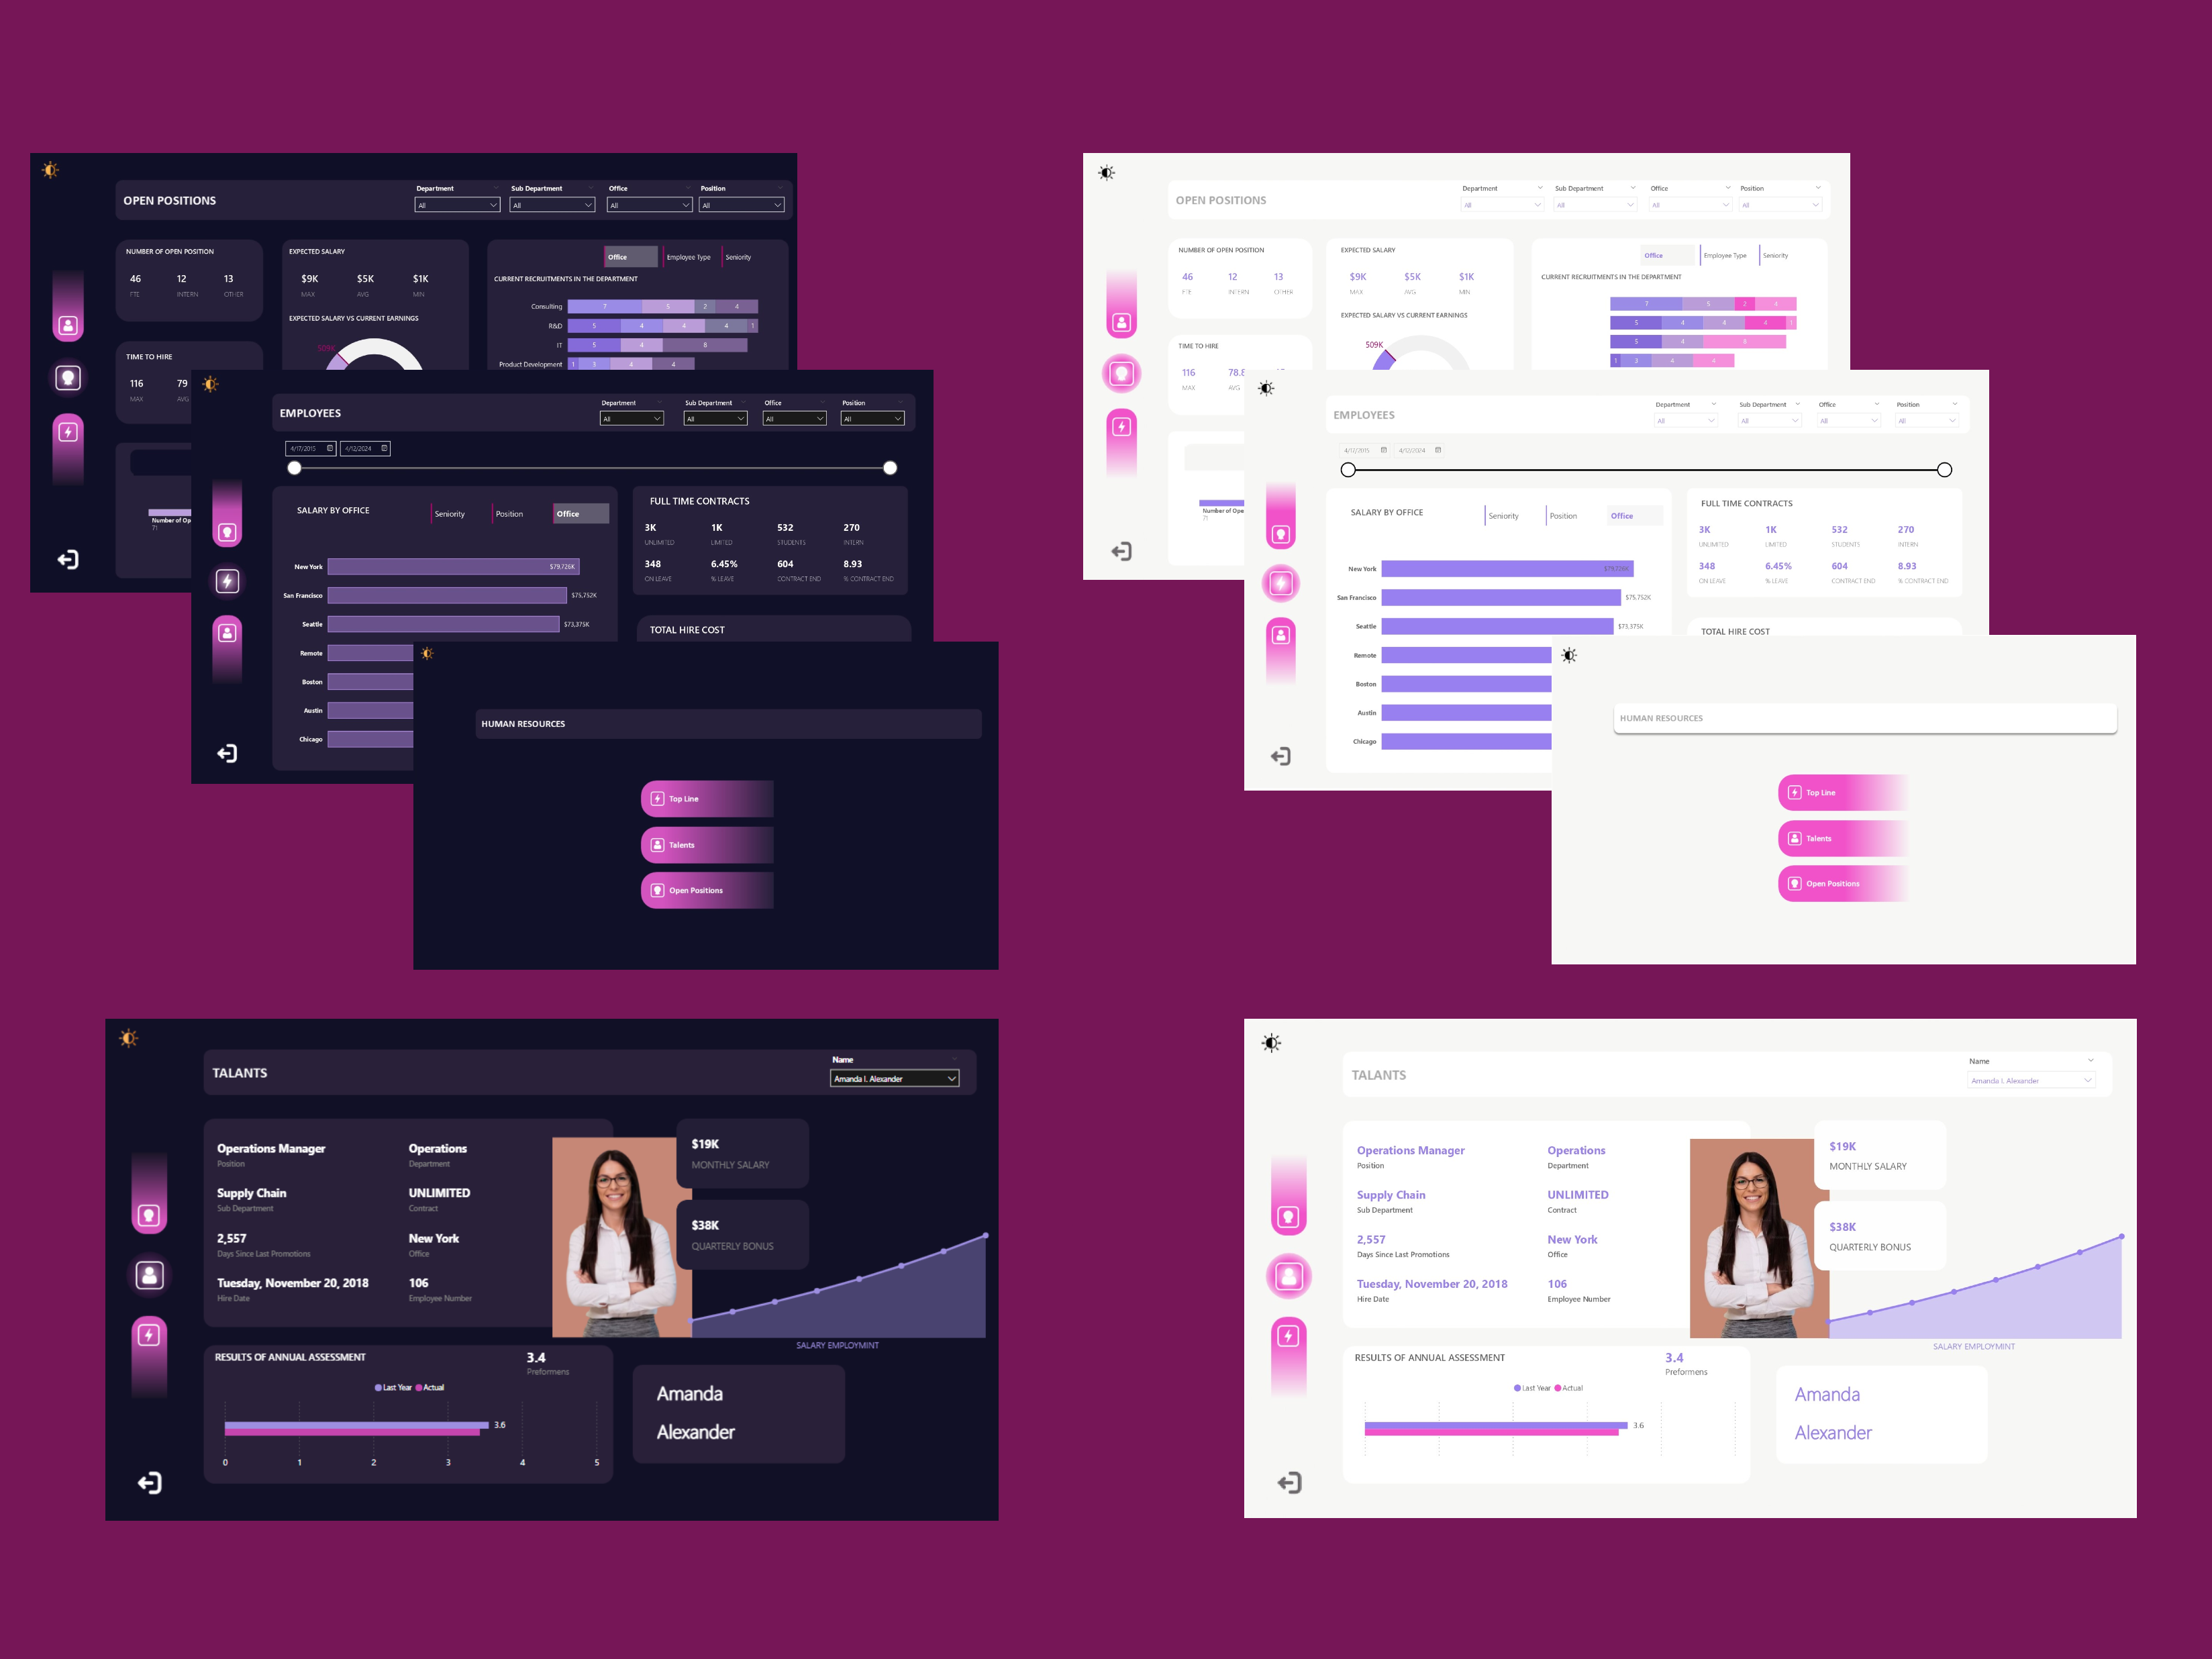 OPEN POSITIONS
Department Sub Department Office Position
All All All All
NUMBER OF OPEN POSITION
46 12 13
FTE INTERN OTHER
TIME TO HIRE
116 79
MAX AVG
Number of Op
71
EXPECTED SALARY
$9K $5K $1K
MAX AVG MIN
EXPECTED SALARY VS CURRENT EARNINGS
509K
Office Employee Type Seniority
CURRENT RECRUITMENTS IN THE DEPARTMENT
Consulting 7 5 2 4
R&D 5 4 4 4 1
IT 5 4 8
Product Development 1 3 4 4
EMPLOYEES
Department Sub Department Office Position
All All All All
4/17/2015 4/12/2024
SALARY BY OFFICE Seniority Position Office
New York $79,726K
San Francisco $75,752K
Seattle $73,375K
Remote
Boston
Austin
Chicago
FULL TIME CONTRACTS
3K 1K 532 270
UNLIMITED LIMITED STUDENTS INTERN
348 6.45% 604 8.93
ON LEAVE % LEAVE CONTRACT END % CONTRACT END
TOTAL HIRE COST
HUMAN RESOURCES
Top Line
Talents
Open Positions
OPEN POSITIONS
Department Sub Department Office Position
All All All All
NUMBER OF OPEN POSITION
46 12 13
FTE INTERN OTHER
TIME TO HIRE
116 78.8
MAX AVG
Number of Ope
71
EXPECTED SALARY
$9K $5K $1K
MAX AVG MIN
EXPECTED SALARY VS CURRENT EARNINGS
509K
Office Employee Type Seniority
CURRENT RECRUITMENTS IN THE DEPARTMENT
7 5 2 4
5 4 4 4 1
5 4 8
1 3 4 4
EMPLOYEES
Department Sub Department Office Position
All All All All
4/17/2015 4/12/2024
SALARY BY OFFICE Seniority Position Office
New York $79,726K
San Francisco $75,752K
Seattle $73,375K
Remote
Boston
Austin
Chicago
FULL TIME CONTRACTS
3K 1K 532 270
UNLIMITED LIMITED STUDENTS INTERN
348 6.45% 604 8.93
ON LEAVE % LEAVE CONTRACT END % CONTRACT END
TOTAL HIRE COST
HUMAN RESOURCES
Top Line
Talents
Open Positions
TALANTS
Name
Amanda I. Alexander
Operations Manager Operations
Position Department
Supply Chain UNLIMITED
Sub Department Contract
2,557 New York
Days Since Last Promotions Office
Tuesday, November 20, 2018 106
Hire Date Employee Number
$19K
MONTHLY SALARY
$38K
QUARTERLY BONUS
SALARY EMPLOYMINT
RESULTS OF ANNUAL ASSESSMENT 3.4
Preformens
Last Year Actual
3.6
0 1 2 3 4 5
Amanda
Alexander
TALANTS
Name
Amanda I. Alexander
Operations Manager Operations
Position Department
Supply Chain UNLIMITED
Sub Department Contract
2,557 New York
Days Since Last Promotions Office
Tuesday, November 20, 2018 106
Hire Date Employee Number
$19K
MONTHLY SALARY
$38K
QUARTERLY BONUS
SALARY EMPLOYMINT
RESULTS OF ANNUAL ASSESSMENT 3.4
Preformens
Last Year Actual
3.6
Amanda
Alexander